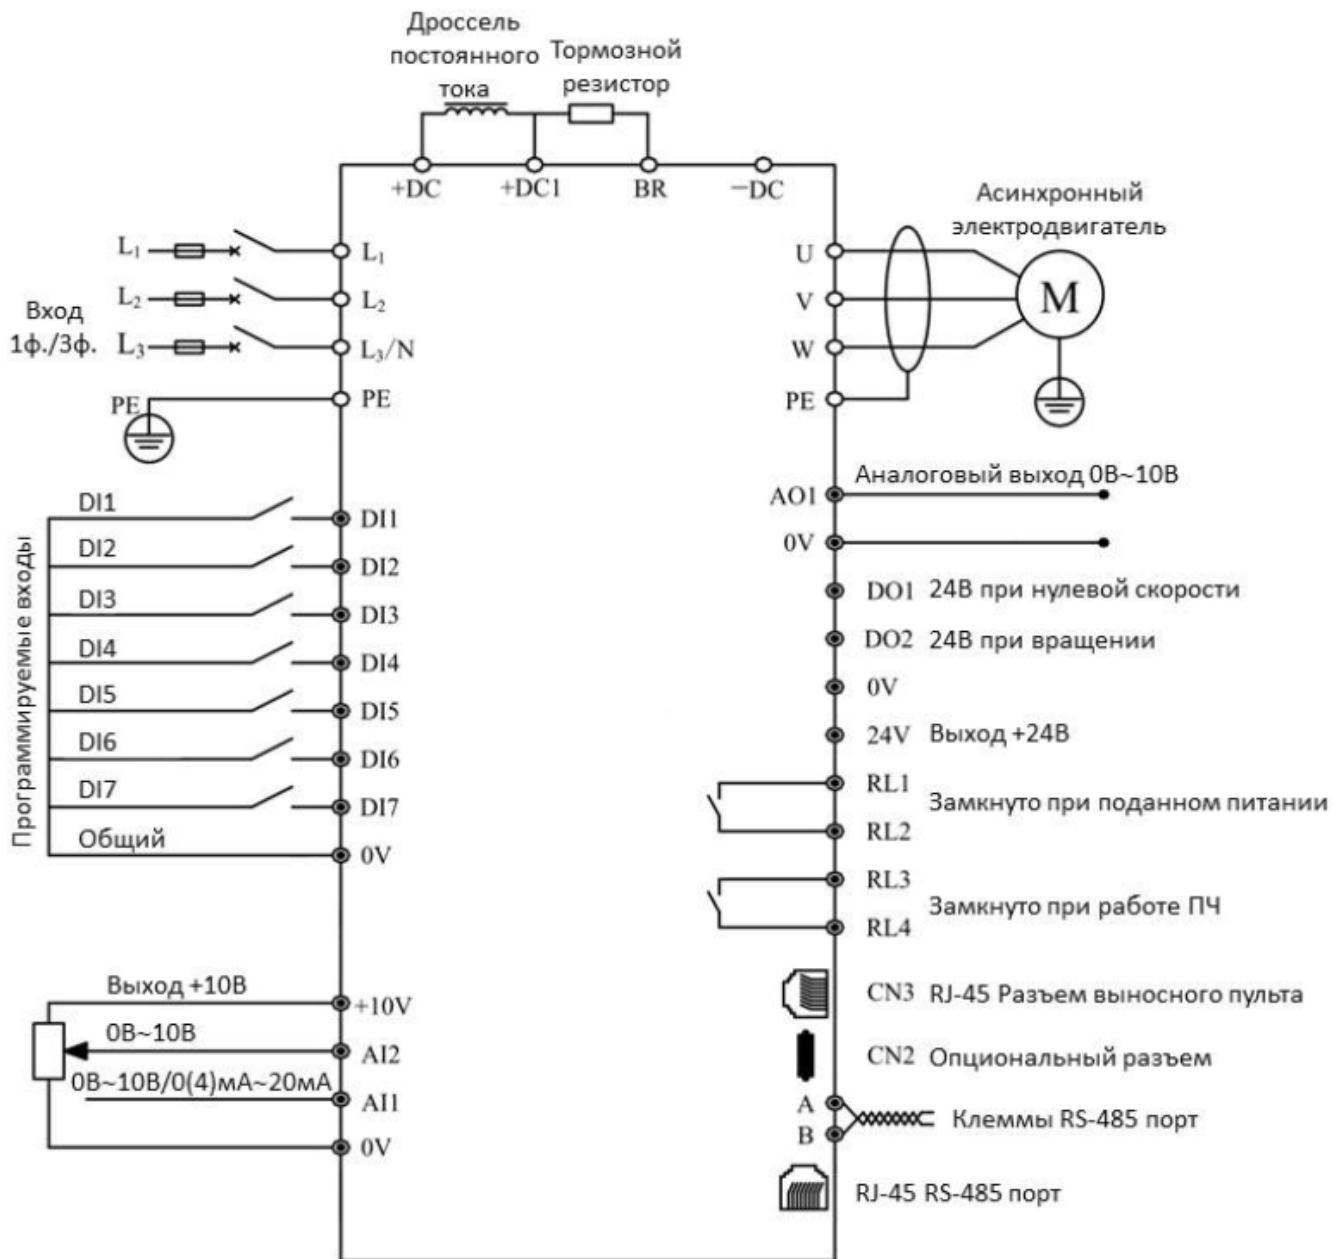 Дроссель
постоянного
тока
Тормозной
резистор
+DC
+DC1
BR
−DC
Вход
1ф./3ф.
L₁
L₁
L₂
L₂
L₃
L₃/N
PE
PE
Асинхронный
электродвигатель
U
V
W
PE
M
Программируемые входы
DI1
DI1
DI2
DI2
DI3
DI3
DI4
DI4
DI5
DI5
DI6
DI6
DI7
DI7
Общий
0V
Выход +10В
+10V
0В~10В
AI2
0В~10В/0(4)мА~20мА
AI1
0V
AO1
Аналоговый выход 0В~10В
0V
DO1 24В при нулевой скорости
DO2 24В при вращении
0V
24V Выход +24В
RL1
RL2
Замкнуто при поданном питании
RL3
RL4
Замкнуто при работе ПЧ
CN3 RJ-45 Разъем выносного пульта
CN2 Опциональный разъем
A
B
Клеммы RS-485 порт
RJ-45 RS-485 порт